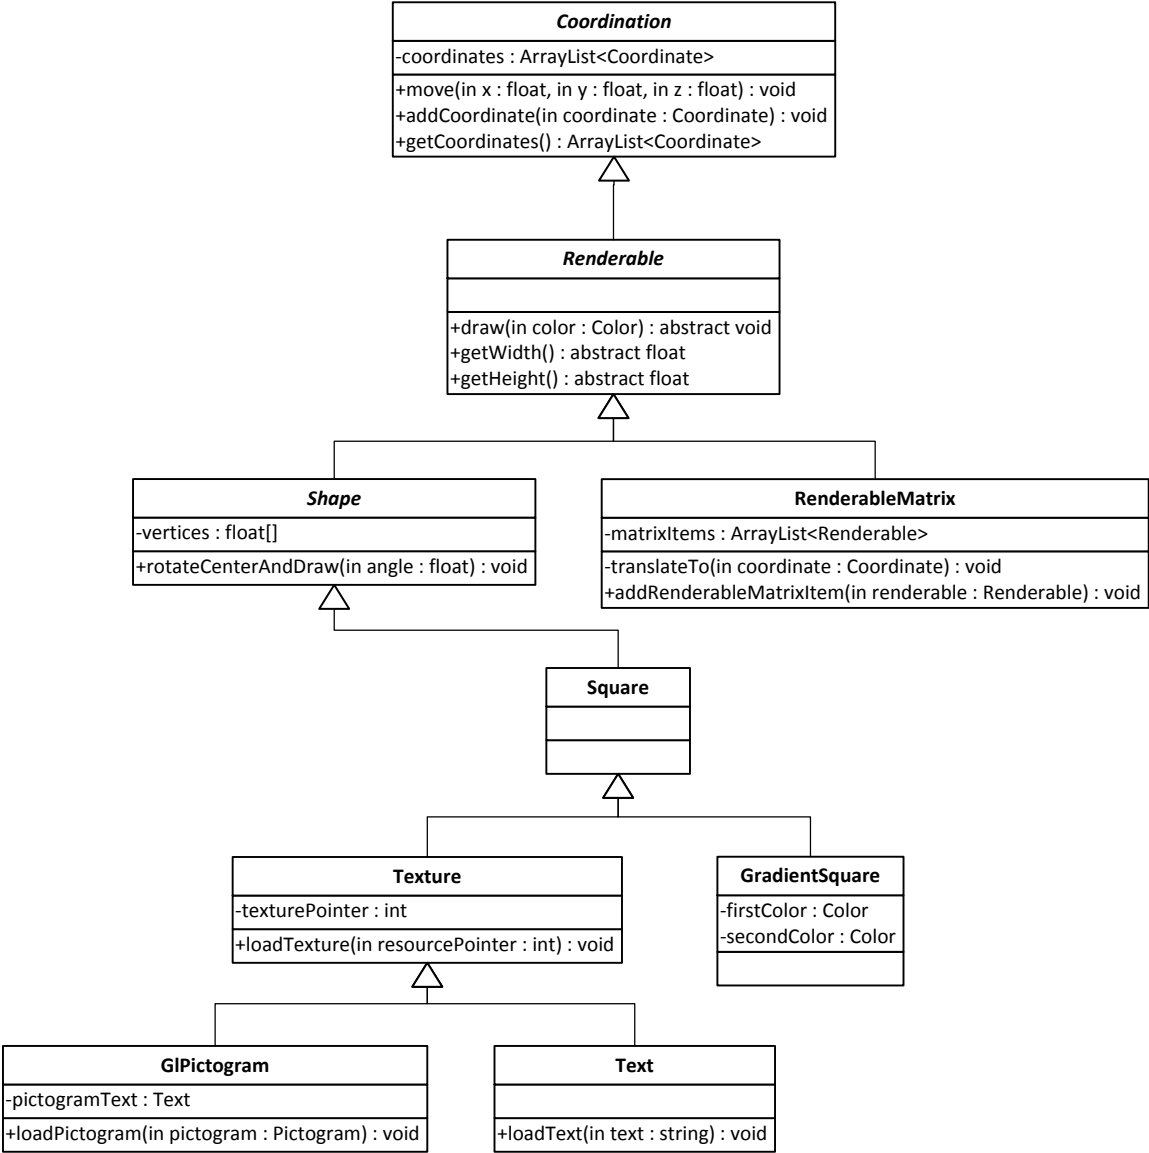 Coordination
-coordinates : ArrayList<Coordinate>
+move(in x : float, in y : float, in z : float) : void
+addCoordinate(in coordinate : Coordinate) : void
+getCoordinates() : ArrayList<Coordinate>
Renderable
+draw(in color : Color) : abstract void
+getWidth() : abstract float
+getHeight() : abstract float
Shape
-vertices : float[]
+rotateCenterAndDraw(in angle : float) : void
RenderableMatrix
-matrixItems : ArrayList<Renderable>
-translateTo(in coordinate : Coordinate) : void
+addRenderableMatrixItem(in renderable : Renderable) : void
Square
Texture
-texturePointer : int
+loadTexture(in resourcePointer : int) : void
GradientSquare
-firstColor : Color
-secondColor : Color
GlPictogram
-pictogramText : Text
+loadPictogram(in pictogram : Pictogram) : void
Text
+loadText(in text : string) : void